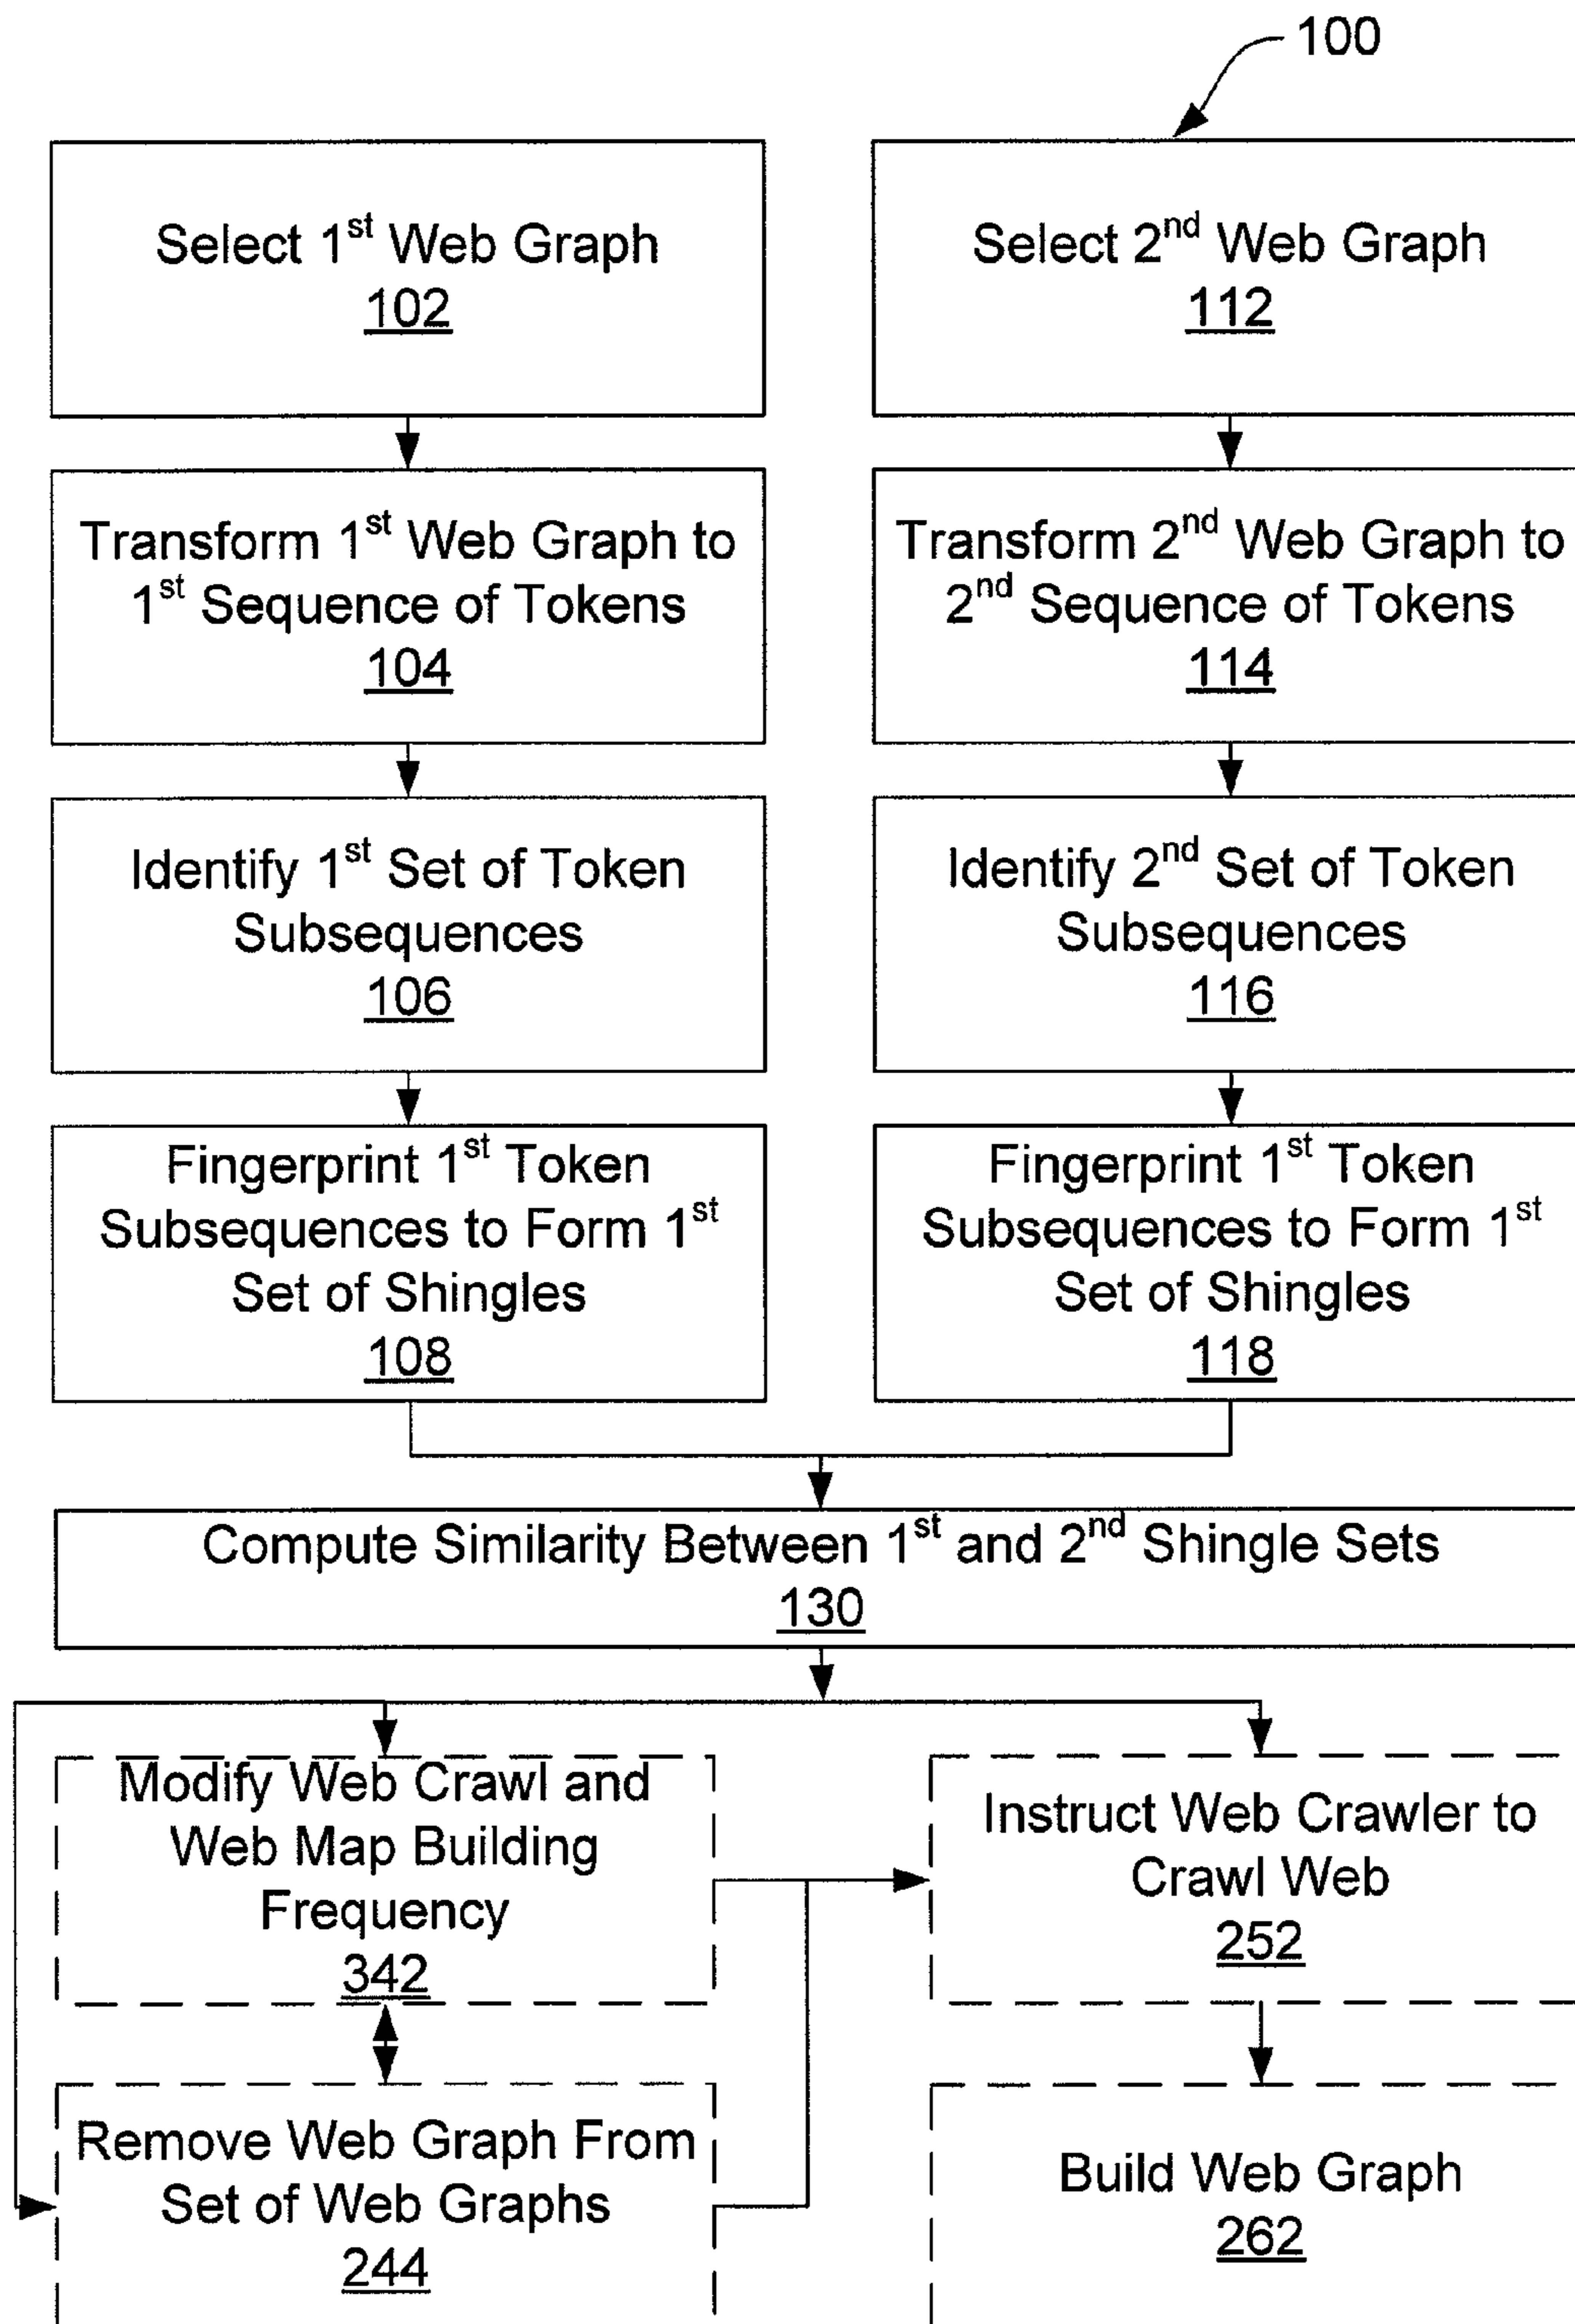 100
Select 1st Web Graph
102
Select 2nd Web Graph
112
Transform 1st Web Graph to
1st Sequence of Tokens
104
Transform 2nd Web Graph to
2nd Sequence of Tokens
114
Identify 1st Set of Token
Subsequences
106
Identify 2nd Set of Token
Subsequences
116
Fingerprint 1st Token
Subsequences to Form 1st
Set of Shingles
108
Fingerprint 1st Token
Subsequences to Form 1st
Set of Shingles
118
Compute Similarity Between 1st and 2nd Shingle Sets
130
Modify Web Crawl and
Web Map Building
Frequency
342
Instruct Web Crawler to
Crawl Web
252
Remove Web Graph From
Set of Web Graphs
244
Build Web Graph
262